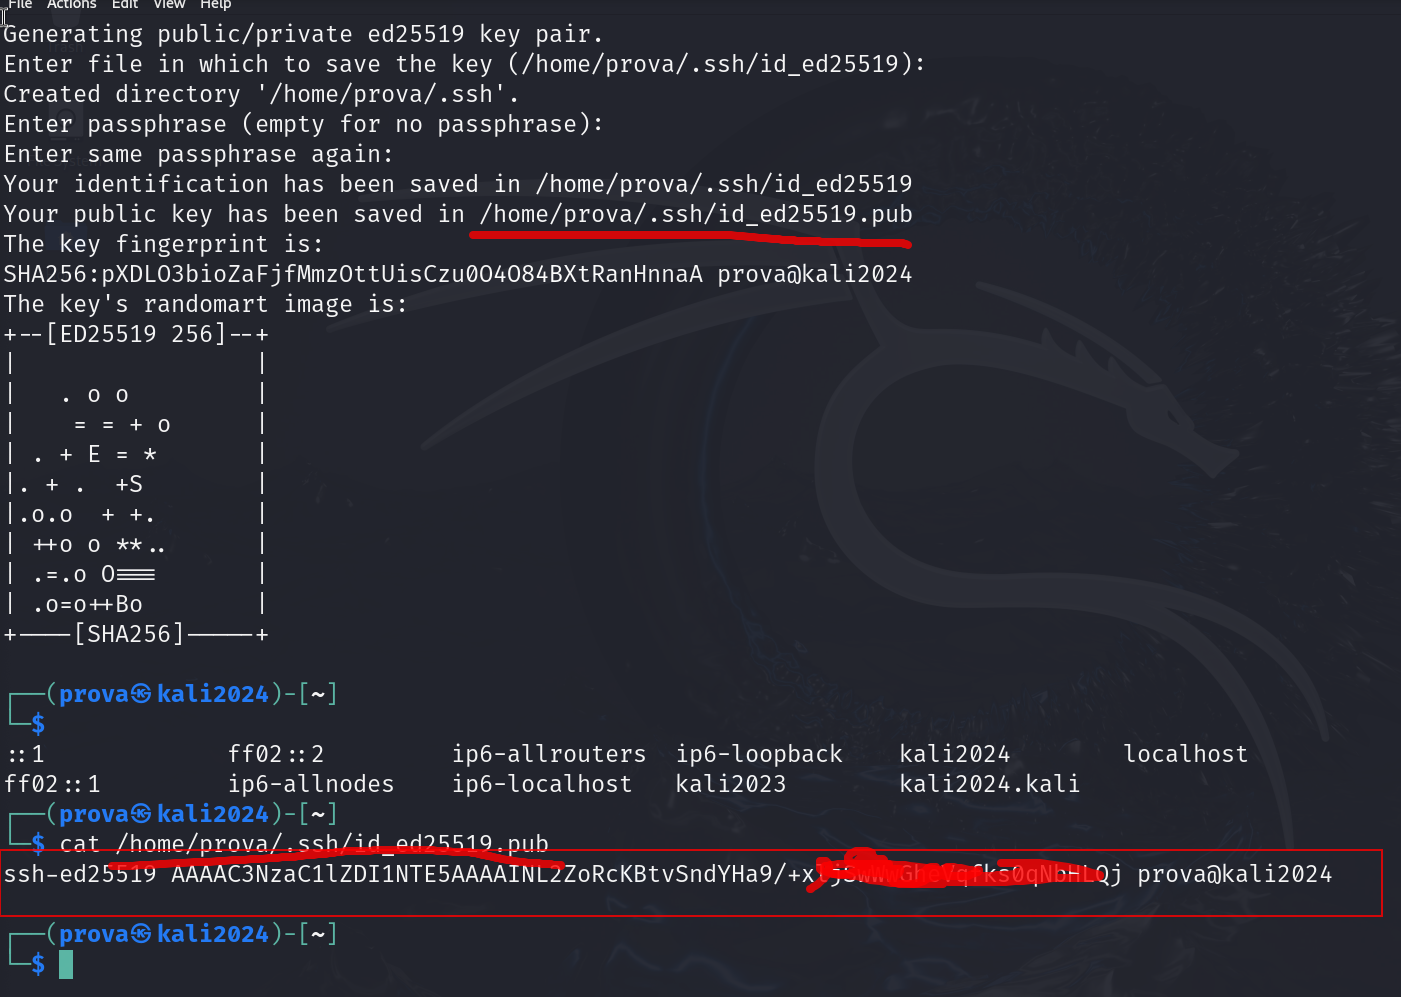 File Actions Edit View Help
Generating public/private ed25519 key pair.
Enter file in which to save the key (/home/prova/.ssh/id_ed25519):
Created directory '/home/prova/.ssh'.
Enter passphrase (empty for no passphrase):
Enter same passphrase again:
Your identification has been saved in /home/prova/.ssh/id_ed25519
Your public key has been saved in /home/prova/.ssh/id_ed25519.pub
The key fingerprint is:
SHA256:pXDLO3bioZaFjfMmzOttUisCzu0O4O84BXtRanHnnaA prova@kali2024
The key's randomart image is:
+--[ED25519 256]--+
|                 |
|   . o o         |
|    = = + o      |
| . + E = *       |
|. + .  +S        |
|.o.o  + +.       |
| ++o o **..      |
| .=.o O===       |
| .o=o++Bo        |
+----[SHA256]-----+
┌──(prova㉿kali2024)-[~]
└─$
::1 ff02::2 ip6-allrouters ip6-loopback kali2024 localhost
ff02::1 ip6-allnodes ip6-localhost kali2023 kali2024.kali
┌──(prova㉿kali2024)-[~]
└─$ cat /home/prova/.ssh/id_ed25519.pub
ssh-ed25519 prova@kali2024
┌──(prova㉿kali2024)-[~]
└─$